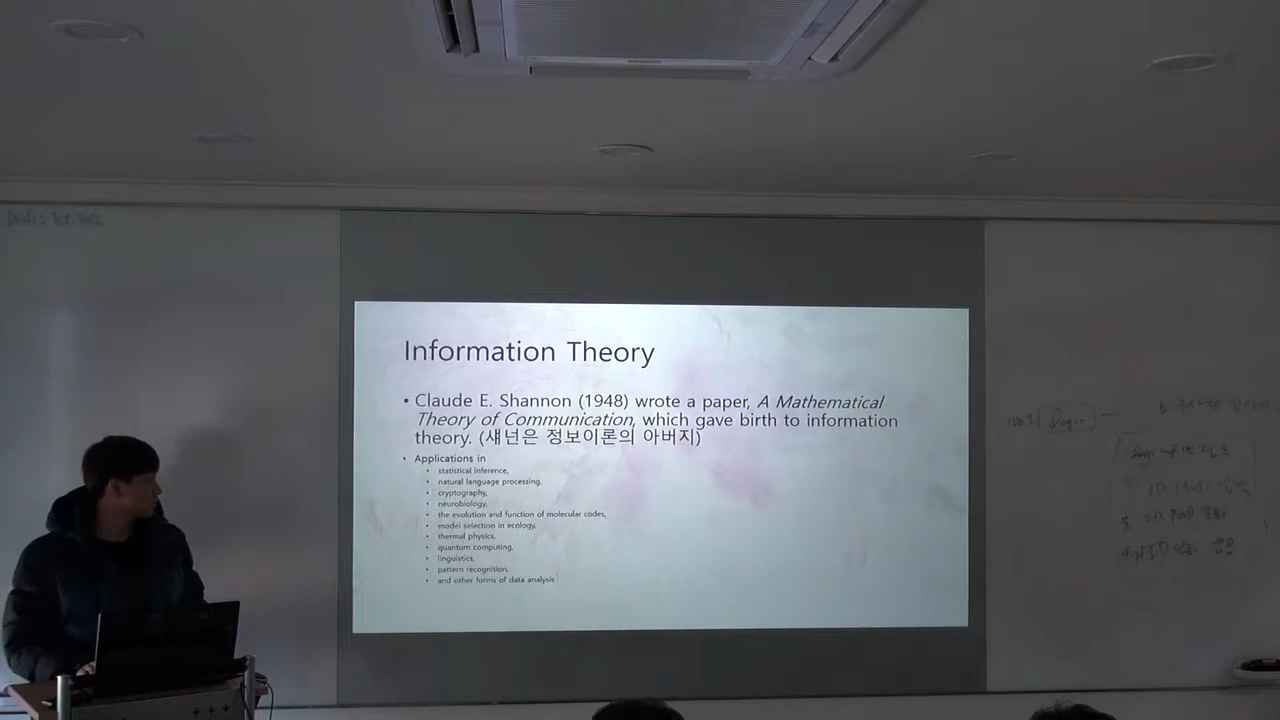 Information Theory
• Claude E. Shannon (1948) wrote a paper, A Mathematical
Theory of Communication, which gave birth to information
theory. (섀넌은 정보이론의 아버지)
• Applications in
• statistical inference,
• natural language processing,
• cryptography,
• neurobiology,
• the evolution and function of molecular codes,
• model selection in ecology,
• thermal physics,
• quantum computing,
• linguistics,
• pattern recognition,
• and other forms of data analysis